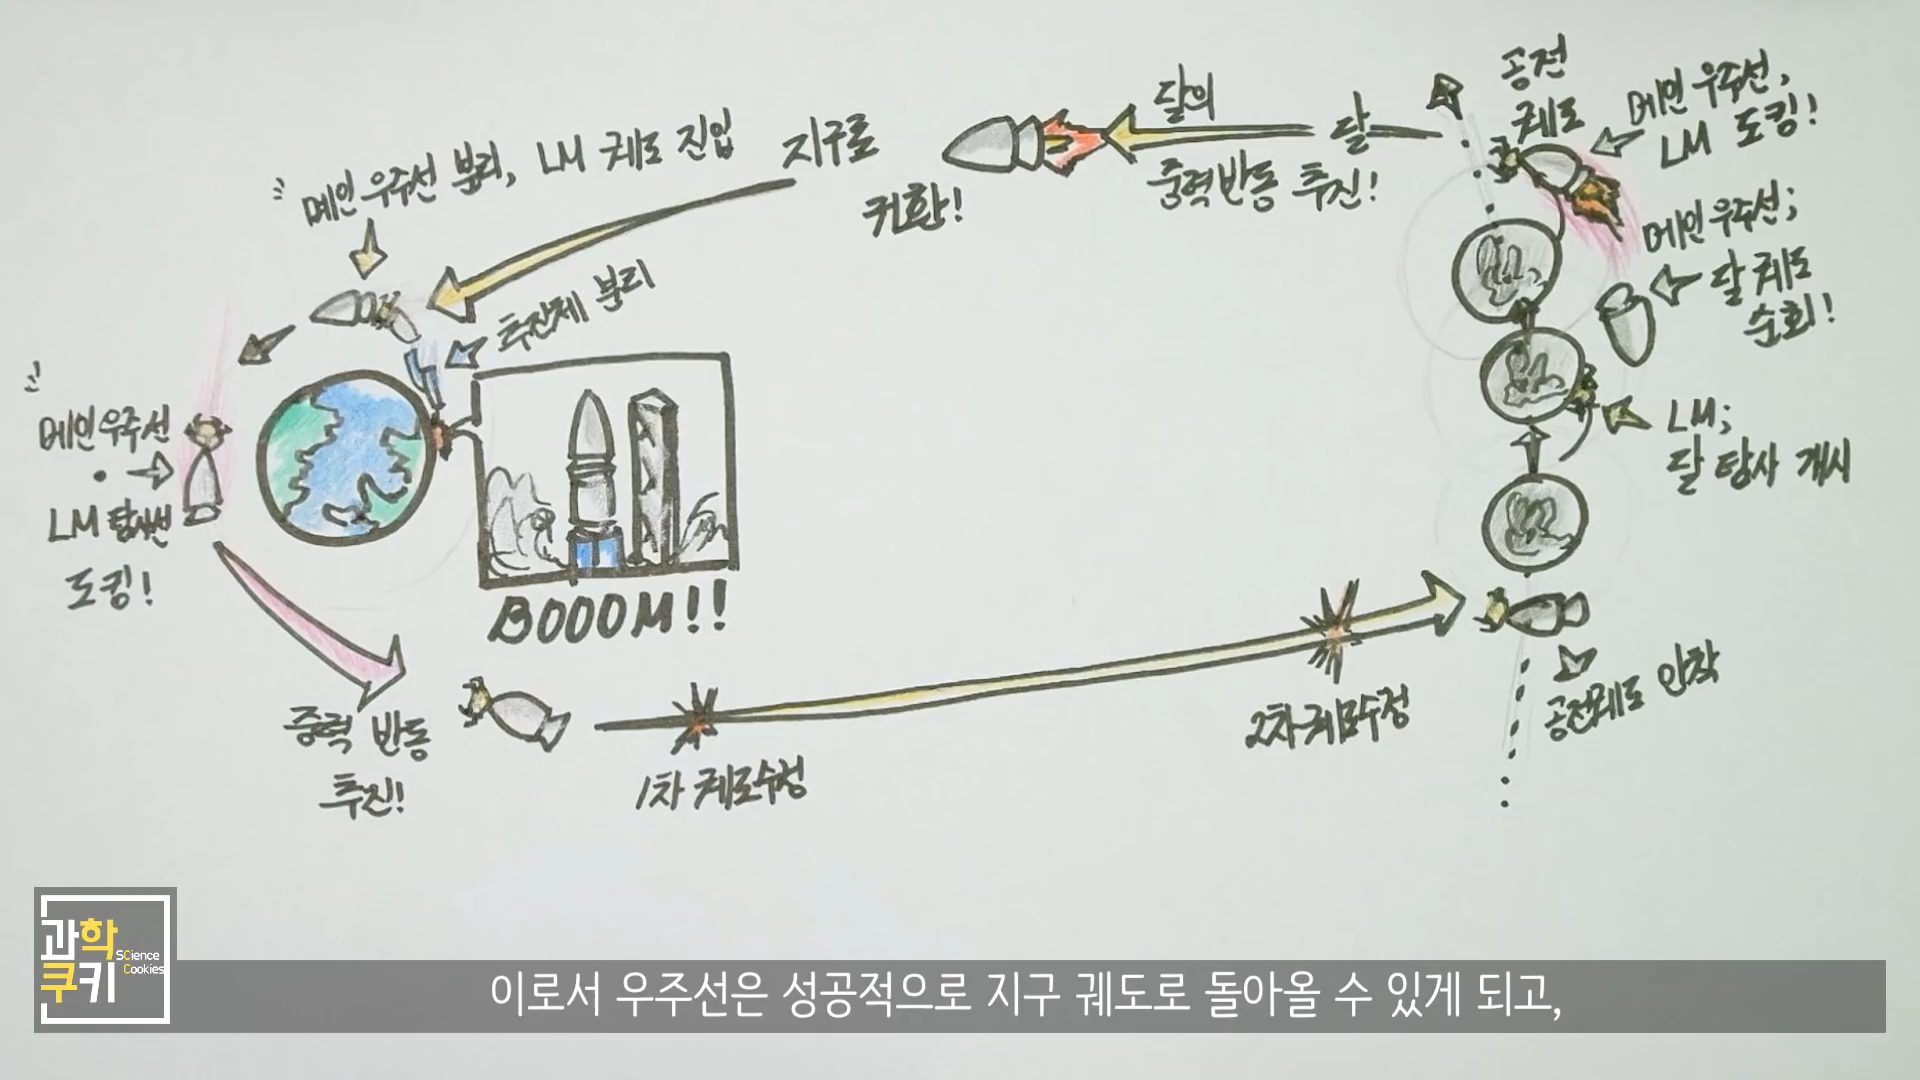 메인 우주선 분리, LM 궤도 진입
지구로
귀환!
달의
중력반동 추진!
달
공전
궤도
메인 우주선,
LM 도킹!
메인 우주선;
달 궤도
순회!
LM;
달 탐사 개시
추진체 분리
메인 우주선
LM 탐사선
도킹!
BOOOM!!
중력 반동
추진!
1차 궤도수정
2차 궤도수정
공전궤도 안착
과학
쿠키
Science
Cookies
이로서 우주선은 성공적으로 지구 궤도로 돌아올 수 있게 되고,